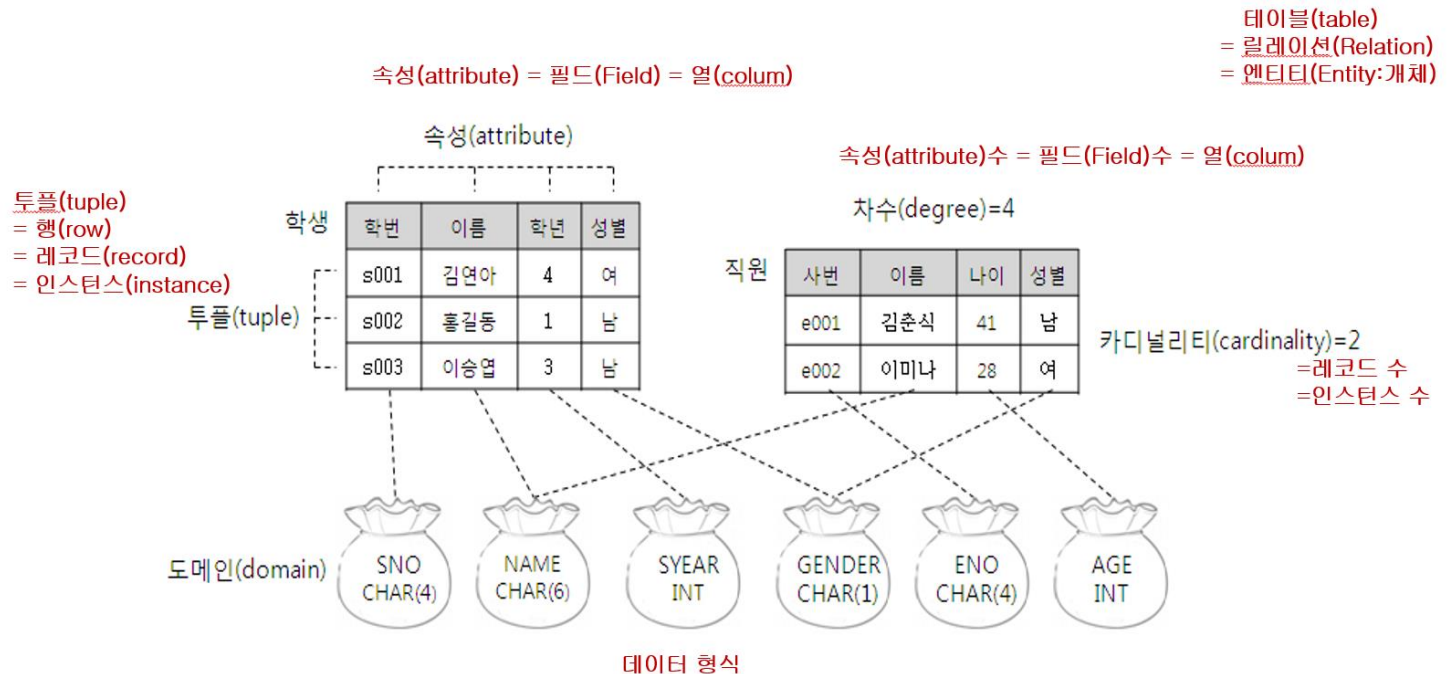 테이블(table)
= 릴레이션(Relation)
= 엔티티(Entity:개체)
속성(attribute) = 필드(Field) = 열(colum)
속성(attribute)
속성(attribute)수 = 필드(Field)수 = 열(colum)
차수(degree)=4
투플(tuple)
= 행(row)
= 레코드(record)
= 인스턴스(instance)
학생
학번 이름 학년 성별
s001 김연아 4 여
s002 홍길동 1 남
s003 이승엽 3 남
투플(tuple)
직원
사번 이름 나이 성별
e001 김춘식 41 남
e002 이미나 28 여
카디널리티(cardinality)=2
=레코드 수
=인스턴스 수
도메인(domain)
SNO
CHAR(4)
NAME
CHAR(6)
SYEAR
INT
GENDER
CHAR(1)
ENO
CHAR(4)
AGE
INT
데이터 형식